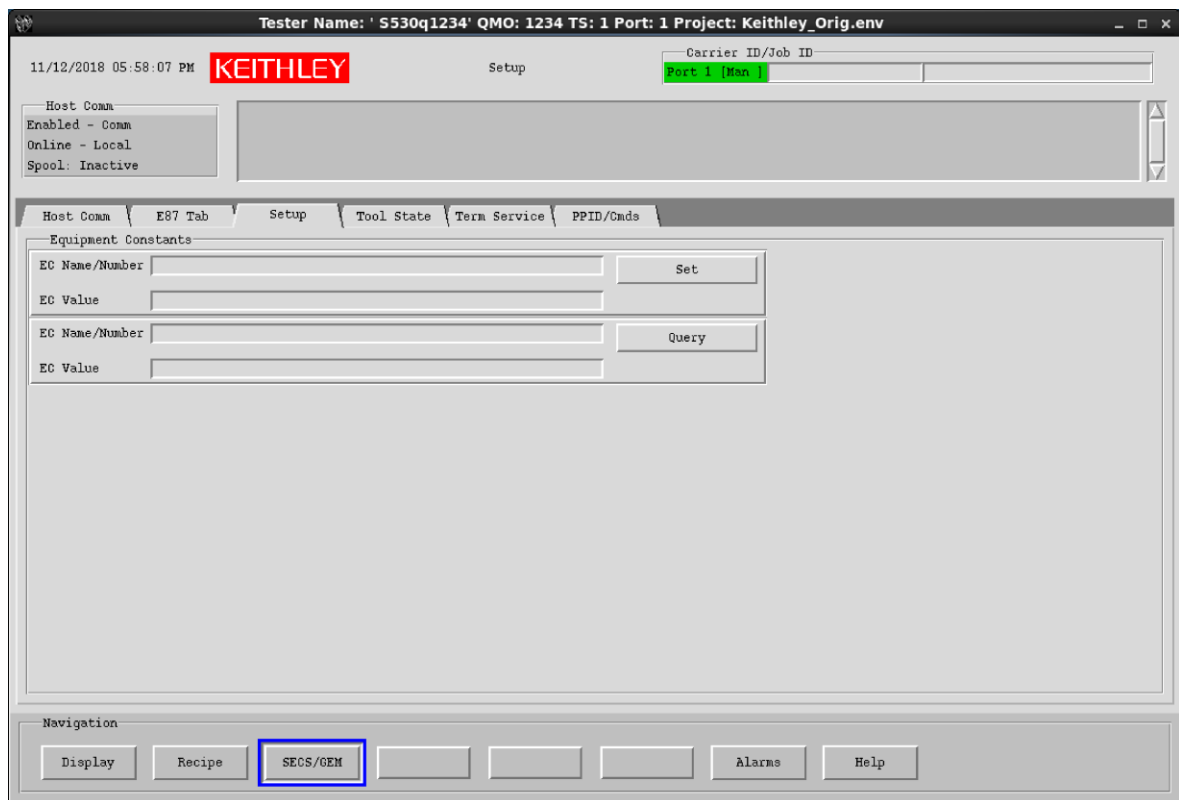 Tester Name: ' S530q1234' QMO: 1234 TS: 1 Port: 1 Project: Keithley_Orig.env
11/12/2018 05:58:07 PM
KEITHLEY
Setup
Carrier ID/Job ID
Port 1 [Man ]
Host Comm
Enabled - Comm
Online - Local
Spool: Inactive
Host Comm E87 Tab Setup Tool State Term Service PPID/Cmds
Equipment Constants
EC Name/Number Set
EC Value
EC Name/Number Query
EC Value
Navigation
Display Recipe SECS/GEM Alarms Help